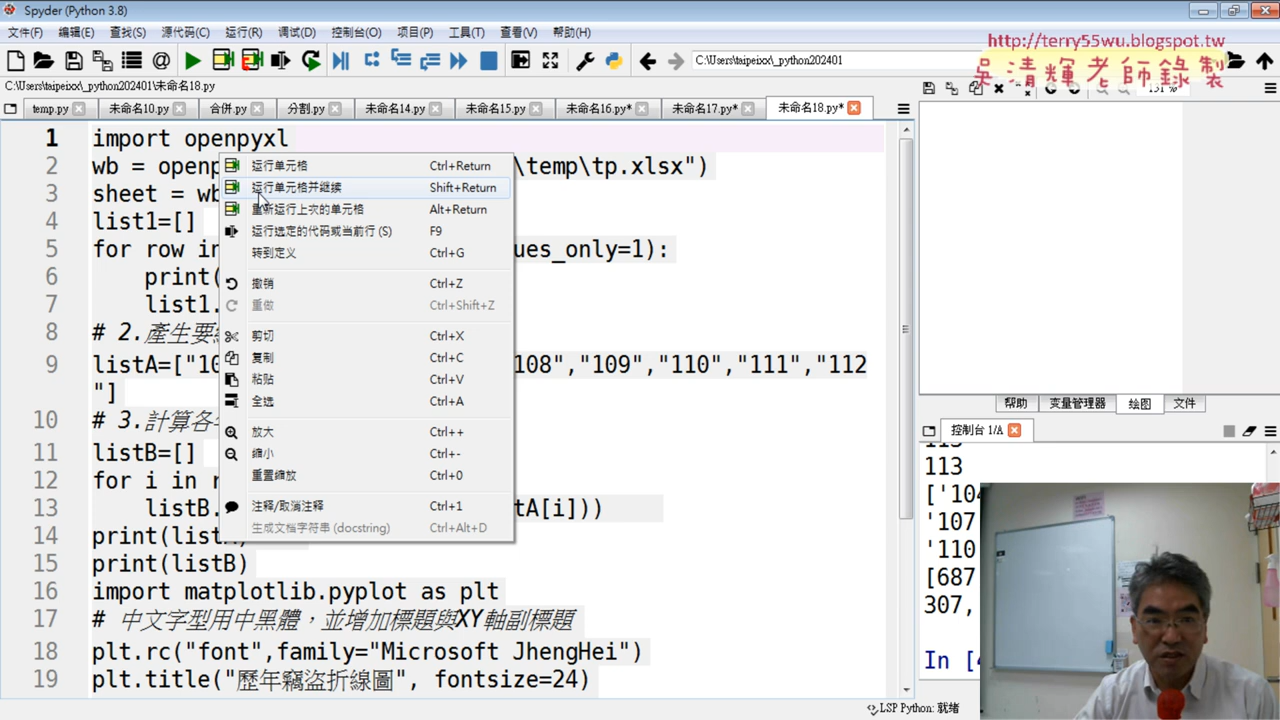 Spyder (Python 3.8)
文件(F) 编辑(E) 查找(S) 源代码(C) 运行(R) 调试(D) 控制台(O) 项目(P) 工具(T) 查看(V) 帮助(H)
http://terry55wu.blogspot.tw
吳清輝老師錄製
C:\Users\taipeixx\_python202401
C:\Users\taipeixx\_python202401\未命名18.py
temp.py 未命名10.py 合併.py 分割.py 未命名14.py 未命名15.py 未命名16.py* 未命名17.py* 未命名18.py*
1 import openpyxl
2 wb = openp \temp\tp.xlsx")
3 sheet = wb
4 list1=[]
5 for row in ues_only=1):
6 print(
7 list1.
8 # 2.產生要
9 listA=["10 108","109","110","111","112
"]
10 # 3.計算各
11 listB=[]
12 for i in r
13 listB. tA[i]))
14 print(list
15 print(listB)
16 import matplotlib.pyplot as plt
17 # 中文字型用中黑體，並增加標題與XY軸副標題
18 plt.rc("font",family="Microsoft JhengHei")
19 plt.title("歷年竊盜折線圖", fontsize=24)
运行单元格 Ctrl+Return
运行单元格并继续 Shift+Return
重新运行上次的单元格 Alt+Return
运行选定的代码或当前行 (S) F9
转到定义 Ctrl+G
撤销 Ctrl+Z
重做 Ctrl+Shift+Z
剪切 Ctrl+X
复制 Ctrl+C
粘贴 Ctrl+V
全选 Ctrl+A
放大 Ctrl++
缩小 Ctrl+-
重置缩放 Ctrl+0
注释/取消注释 Ctrl+1
生成文档字符串 (docstring) Ctrl+Alt+D
帮助 变量管理器 绘图 文件
控制台 1/A
113
113
['104
'107
'110
[687
307,
In [4
LSP Python: 就绪